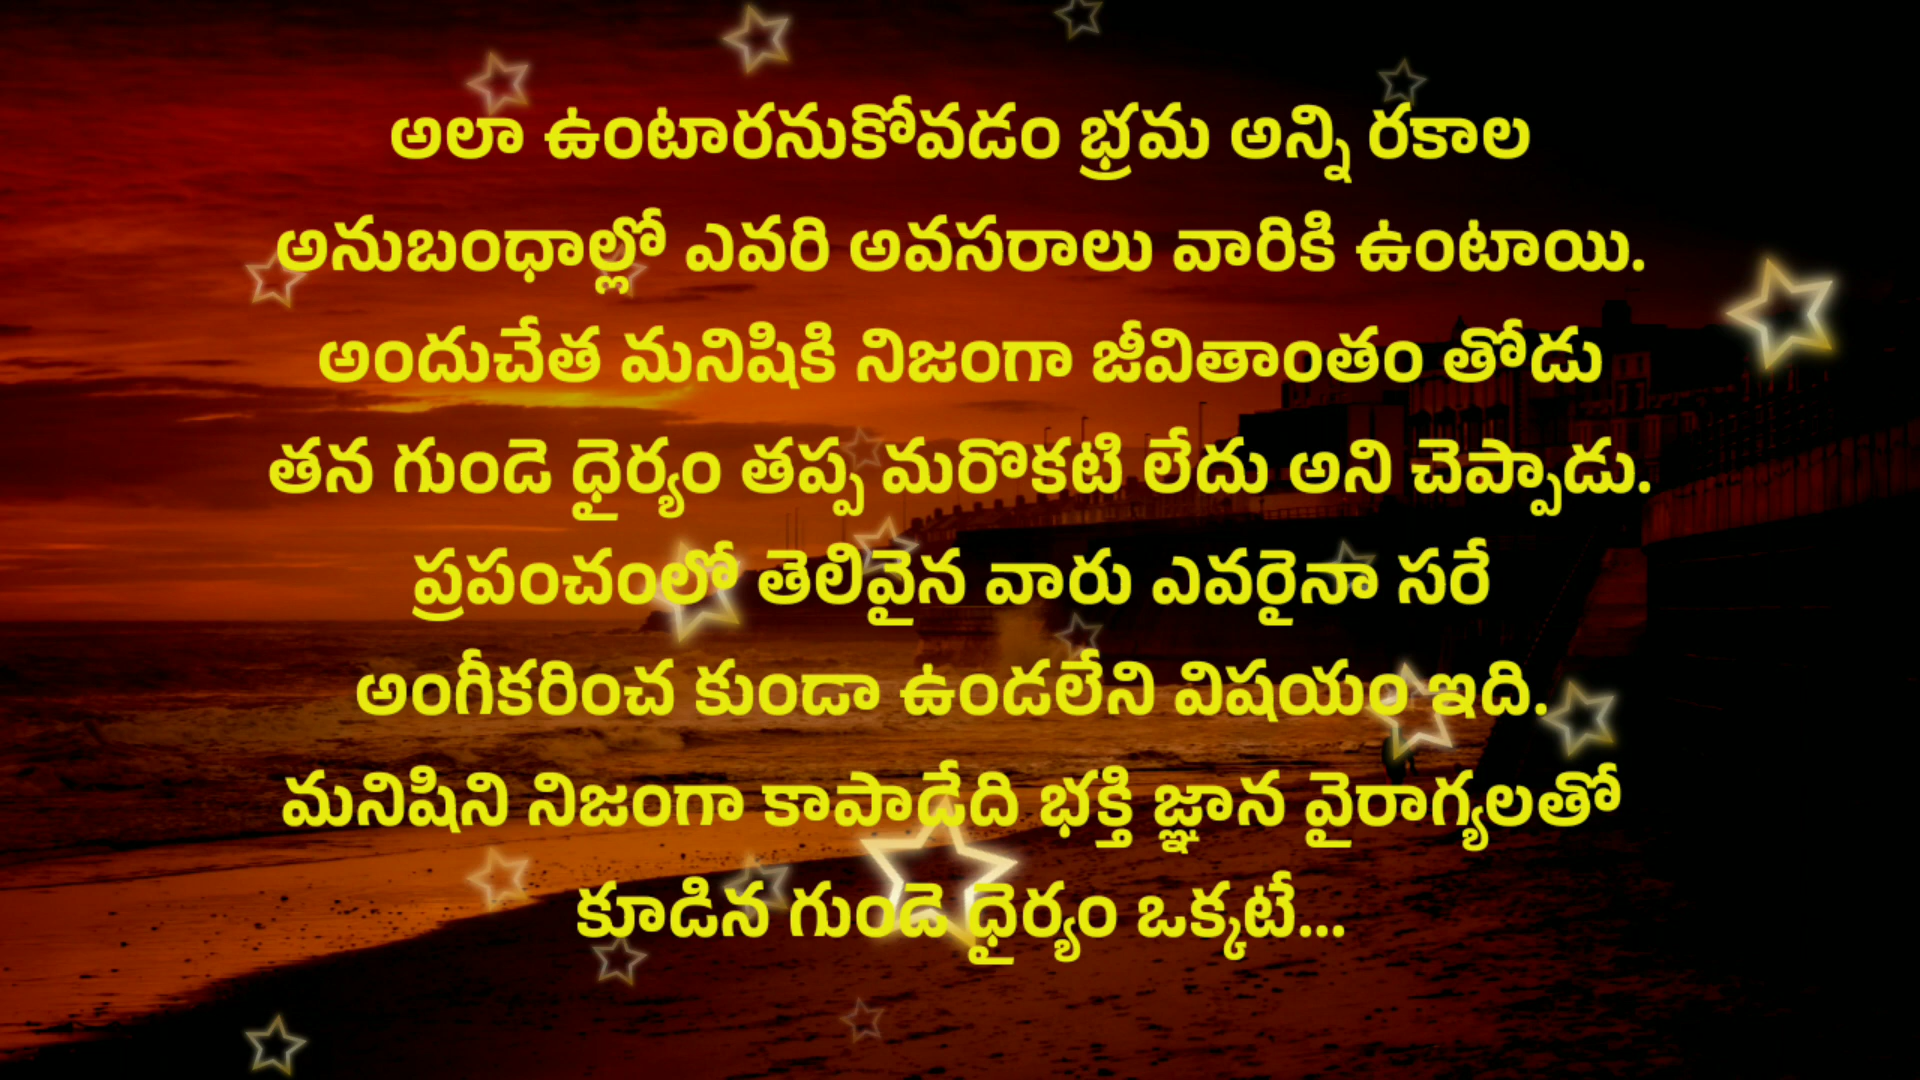 అలా ఉంటారనుకోవడం భ్రమ అన్ని రకాల
అనుబంధాల్లో ఎవరి అవసరాలు వారికి ఉంటాయి.
అందుచేత మనిషికి నిజంగా జీవితాంతం తోడు
తన గుండె ధైర్యం తప్ప మరొకటి లేదు అని చెప్పాడు.
ప్రపంచంలో తెలివైన వారు ఎవరైనా సరే
అంగీకరించ కుండా ఉండలేని విషయం ఇది.
మనిషిని నిజంగా కాపాడేది భక్తి జ్ఞాన వైరాగ్యలతో
కూడిన గుండె ధైర్యం ఒక్కటే...